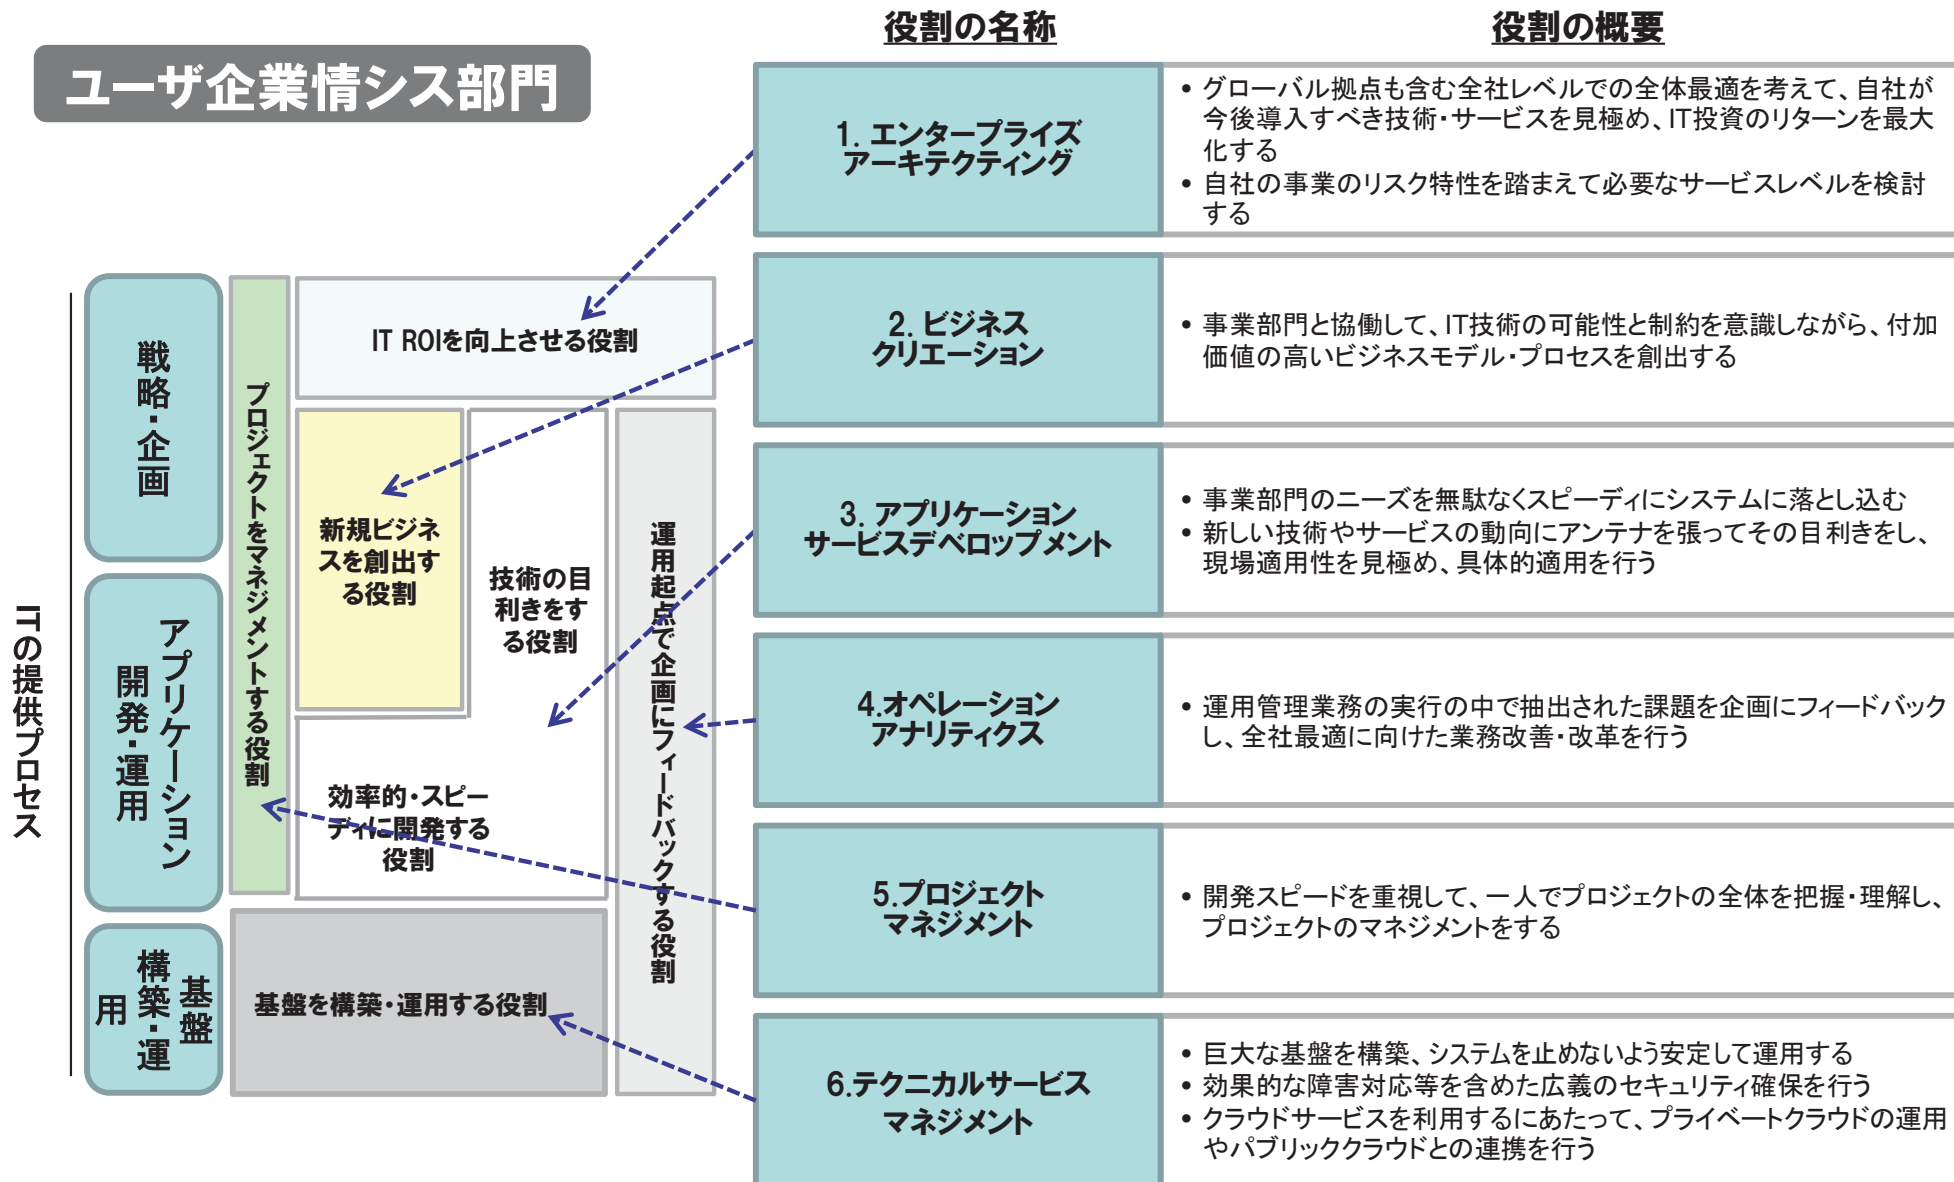 役割の名称
役割の概要
ユーザ企業情シス部門
ITの提供プロセス
戦略・企画
アプリケーション
開発・運用
基盤
構築・運
用
プロジェクトをマネジメントする役割
IT ROIを向上させる役割
新規ビジネ
スを創出す
る役割
技術の目
利きをす
る役割
効率的・スピー
ディに開発する
役割
運用起点で企画にフィードバックする役割
基盤を構築・運用する役割
1. エンタープライズ
アーキテクティング
• グローバル拠点も含む全社レベルでの全体最適を考えて、自社が
今後導入すべき技術・サービスを見極め、IT投資のリターンを最大
化する
• 自社の事業のリスク特性を踏まえて必要なサービスレベルを検討
する
2. ビジネス
クリエーション
• 事業部門と協働して、IT技術の可能性と制約を意識しながら、付加
価値の高いビジネスモデル・プロセスを創出する
3. アプリケーション
サービスデベロップメント
• 事業部門のニーズを無駄なくスピーディにシステムに落とし込む
• 新しい技術やサービスの動向にアンテナを張ってその目利きをし、
現場適用性を見極め、具体的適用を行う
4.オペレーション
アナリティクス
• 運用管理業務の実行の中で抽出された課題を企画にフィードバック
し、全社最適に向けた業務改善・改革を行う
5.プロジェクト
マネジメント
• 開発スピードを重視して、一人でプロジェクトの全体を把握・理解し、
プロジェクトのマネジメントをする
6.テクニカルサービス
マネジメント
• 巨大な基盤を構築、システムを止めないよう安定して運用する
• 効果的な障害対応等を含めた広義のセキュリティ確保を行う
• クラウドサービスを利用するにあたって、プライベートクラウドの運用
やパブリッククラウドとの連携を行う